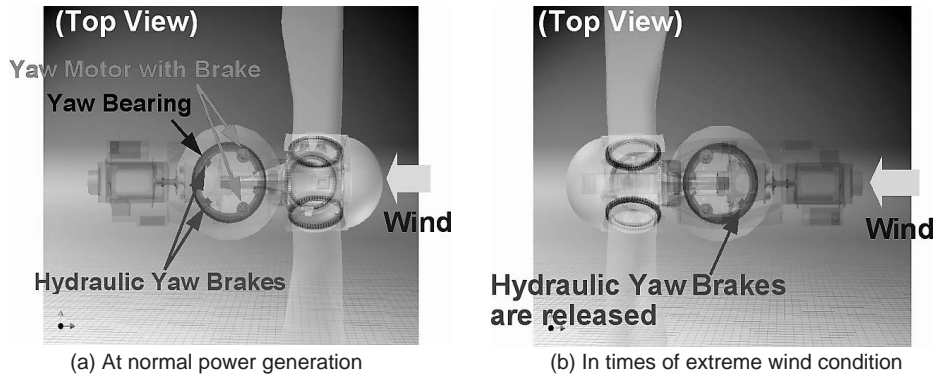 (Top View)
Yaw Motor with Brake
Yaw Bearing
Wind
Hydraulic Yaw Brakes
(a) At normal power generation
(Top View)
Wind
Hydraulic Yaw Brakes
are released
(b) In times of extreme wind condition